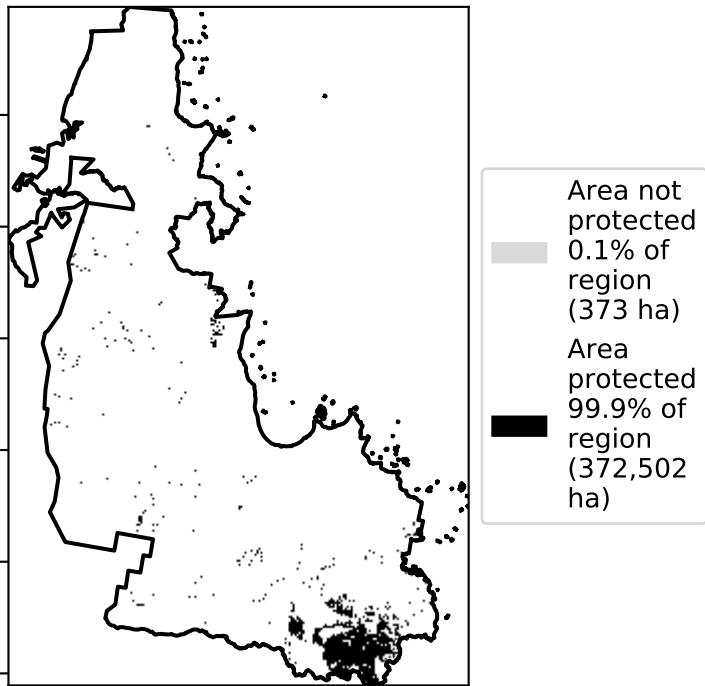 Area not
protected
0.1% of
region
(373 ha)
Area
protected
99.9% of
region
(372,502
ha)